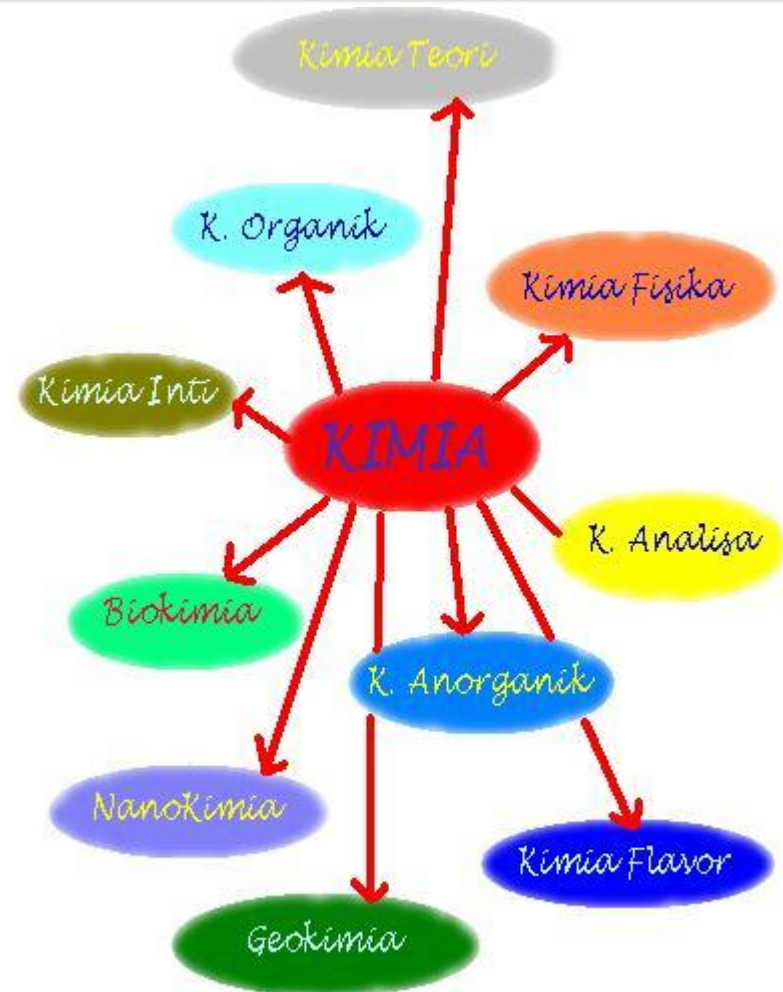 Kimia Teori
K. Organik
Kimia Fisika
Kimia Inti
KIMIA
K. Analisa
Biokimia
K. Anorganik
NanoKimia
Kimia Flavor
Geokimia